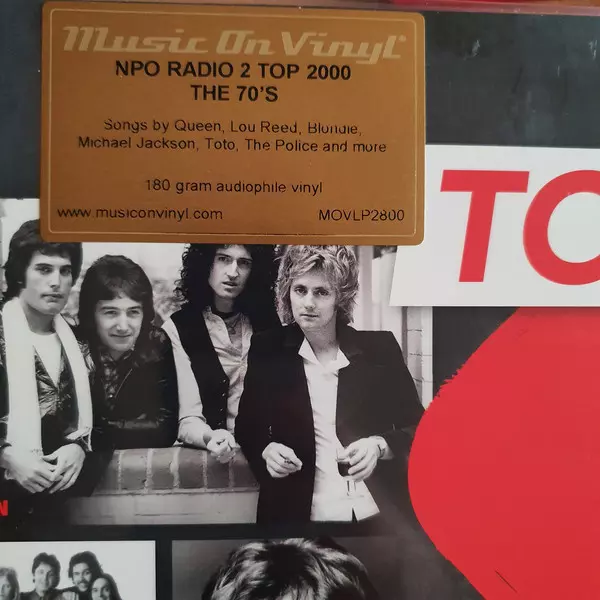 Music On Vinyl®
NPO RADIO 2 TOP 2000
THE 70'S
Songs by Queen, Lou Reed, Blondie,
Michael Jackson, Toto, The Police and more
180 gram audiophile vinyl
www.musiconvinyl.com MOVLP2800
TO
N